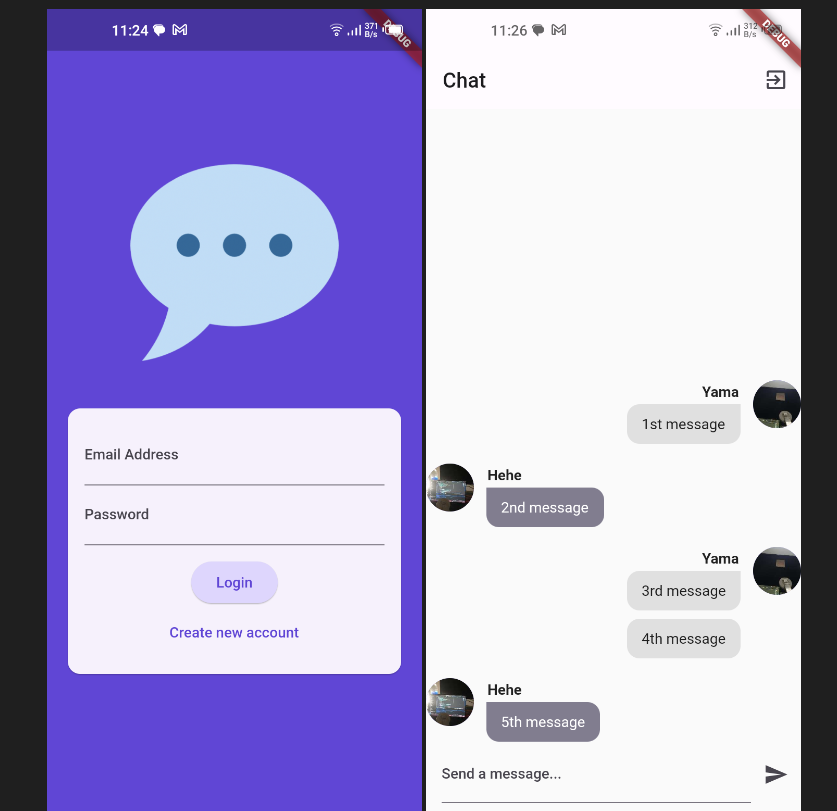 11:24
371
B/s
DEBUG
Email Address
Password
Login
Create new account
11:26
312
B/s
DEBUG
Chat
Yama
1st message
Hehe
2nd message
Yama
3rd message
4th message
Hehe
5th message
Send a message...